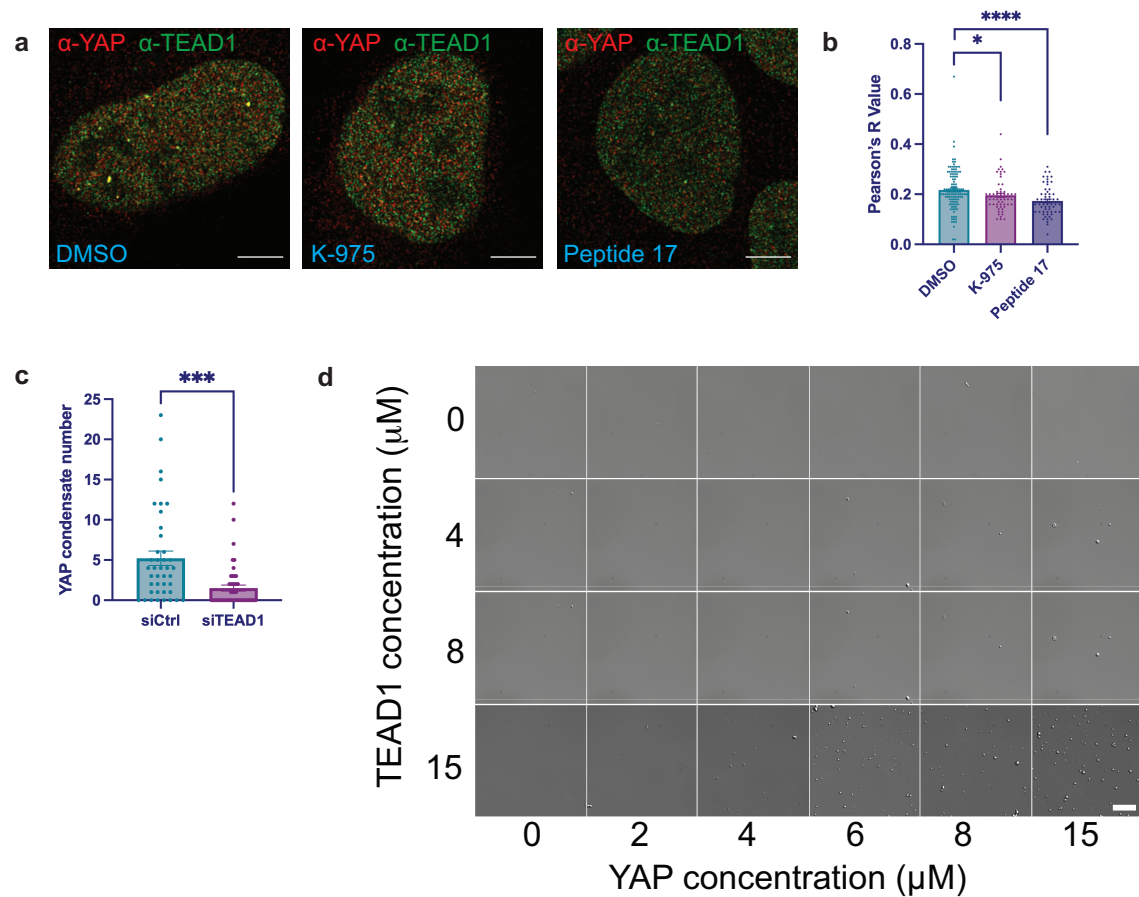 a
α-YAP α-TEAD1
α-YAP α-TEAD1
α-YAP α-TEAD1
DMSO
K-975
Peptide 17
b
****
*
0.8
0.6
0.4
0.2
0.0
Pearson's R Value
DMSO
K-975
Peptide 17
c
***
25
20
15
10
5
0
YAP condensate number
siCtrl
siTEAD1
d
TEAD1 concentration (μM)
0
4
8
15
0 2 4 6 8 15
YAP concentration (μM)